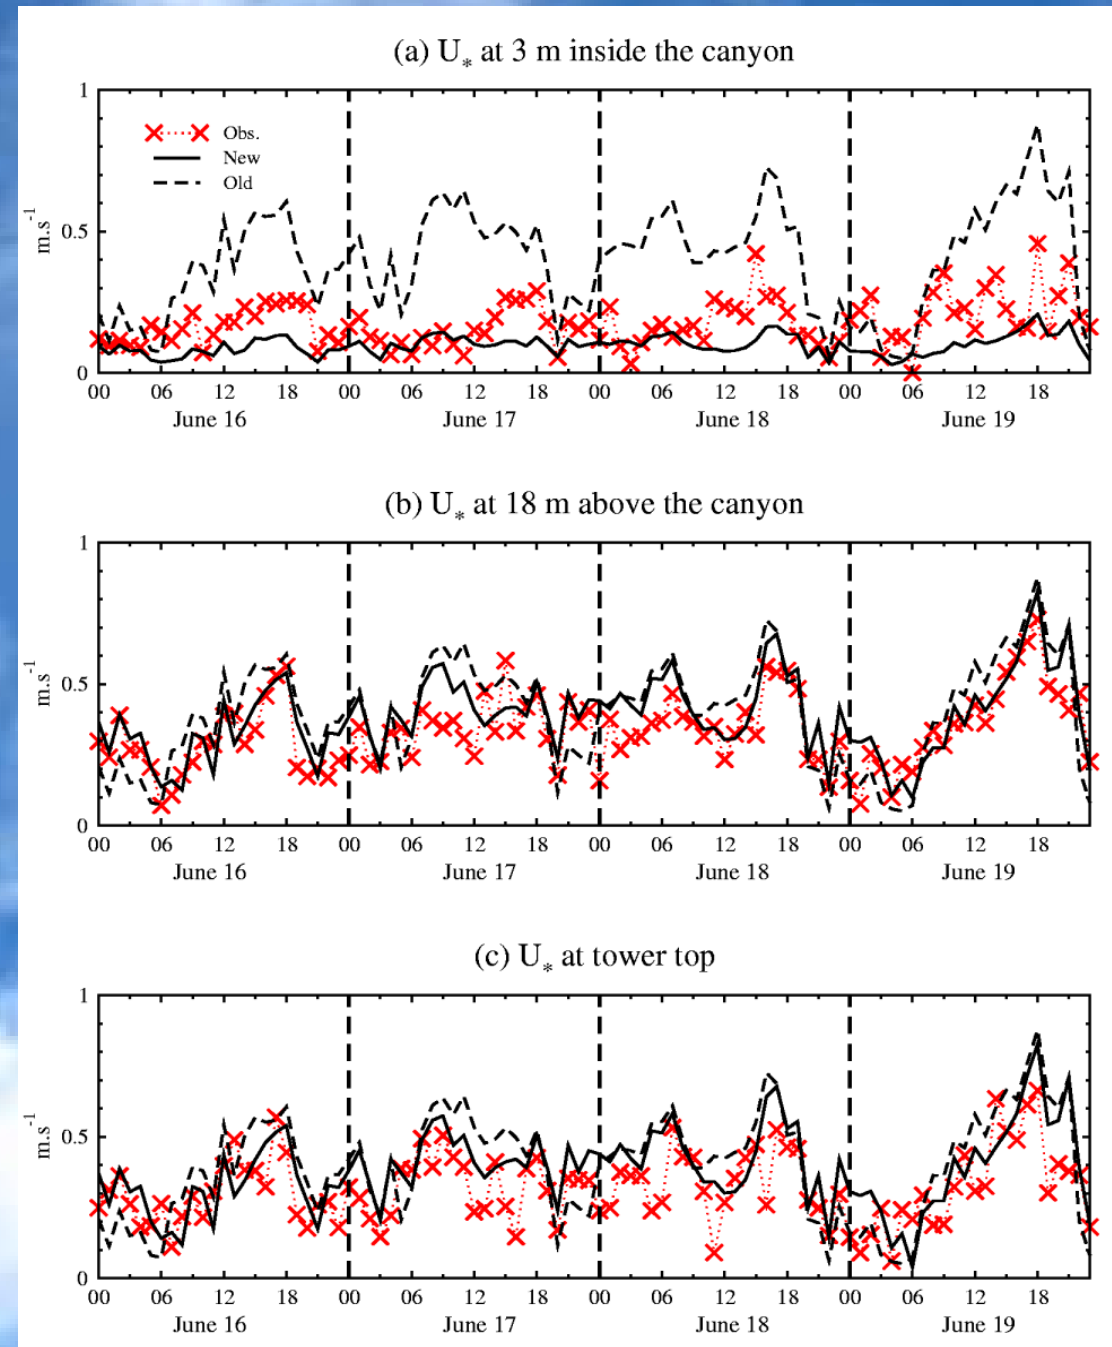 (a) U* at 3 m inside the canyon
1
Obs.
New
Old
m.s-1
0.5
0
00 06 12 18 00 06 12 18 00 06 12 18 00 06 12 18
June 16 June 17 June 18 June 19
(b) U* at 18 m above the canyon
1
m.s-1
0.5
0
00 06 12 18 00 06 12 18 00 06 12 18 00 06 12 18
June 16 June 17 June 18 June 19
(c) U* at tower top
1
m.s-1
0.5
0
00 06 12 18 00 06 12 18 00 06 12 18 00 06 12 18
June 16 June 17 June 18 June 19